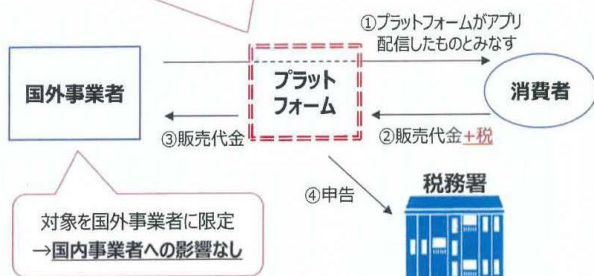 ①プラットフォームがアプリ
配信したものとみなす
国外事業者
プラット
フォーム
消費者
③販売代金
②販売代金+税
④申告
税務署
対象を国外事業者に限定
→国内事業者への影響なし